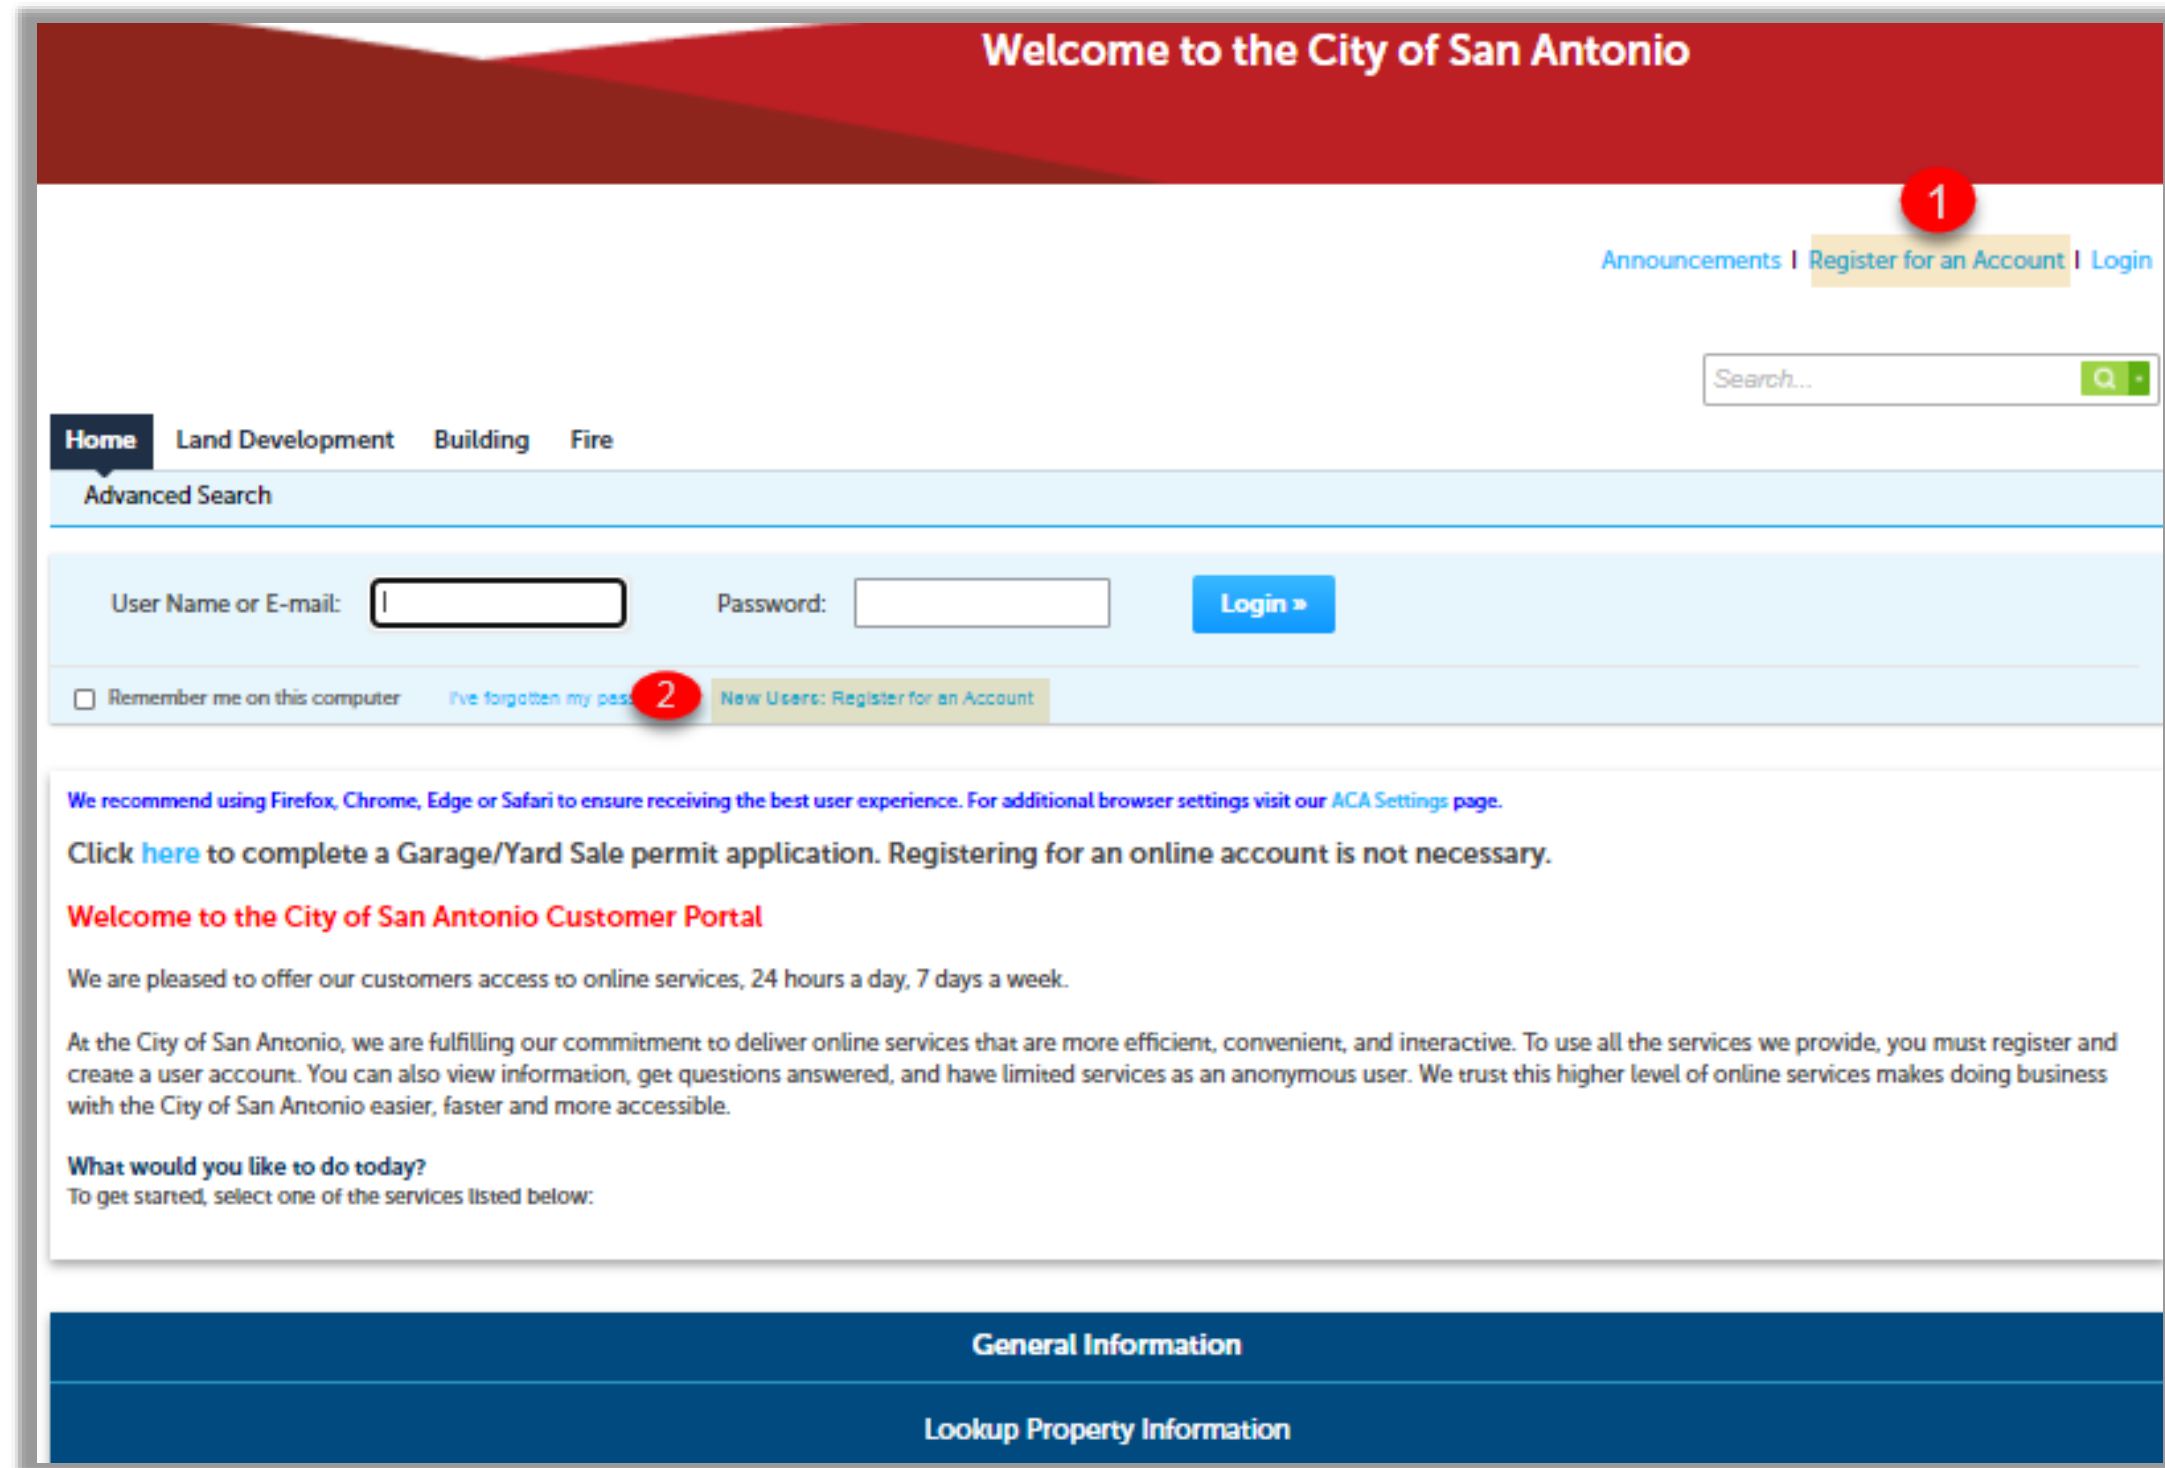 Welcome to the City of San Antonio
1
Announcements | Register for an Account | Login
Search...
Home Land Development Building Fire
Advanced Search
User Name or E-mail: Password: Login »
Remember me on this computer I've forgotten my 2 New Users: Register for an Account
We recommend using Firefox, Chrome, Edge or Safari to ensure receiving the best user experience. For additional browser settings visit our ACA Settings page.
Click here to complete a Garage/Yard Sale permit application. Registering for an online account is not necessary.
Welcome to the City of San Antonio Customer Portal
We are pleased to offer our customers access to online services, 24 hours a day, 7 days a week.
At the City of San Antonio, we are fulfilling our commitment to deliver online services that are more efficient, convenient, and interactive. To use all the services we provide, you must register and
create a user account. You can also view information, get questions answered, and have limited services as an anonymous user. We trust this higher level of online services makes doing business
with the City of San Antonio easier, faster and more accessible.
What would you like to do today?
To get started, select one of the services listed below:
General Information
Lookup Property Information